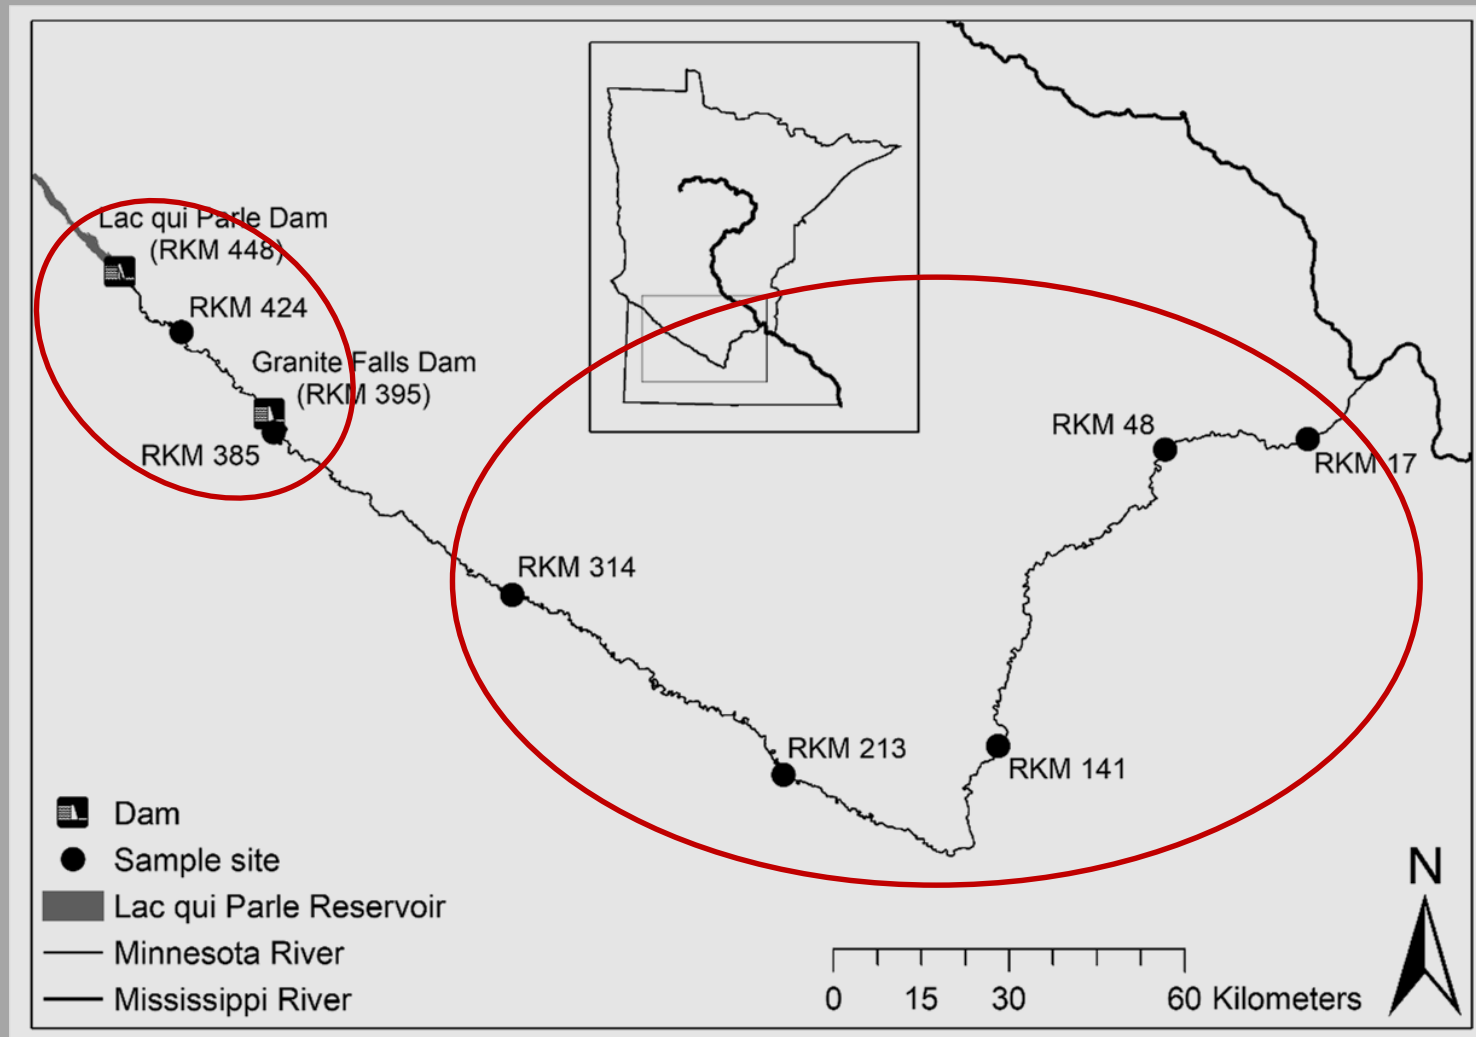 Lac qui Parle Dam
(RKM 448)
RKM 424
Granite Falls Dam
(RKM 395)
RKM 385
RKM 48
RKM 17
RKM 314
RKM 213
RKM 141
Dam
Sample site
Lac qui Parle Reservoir
Minnesota River
Mississippi River
N
0 15 30 60 Kilometers